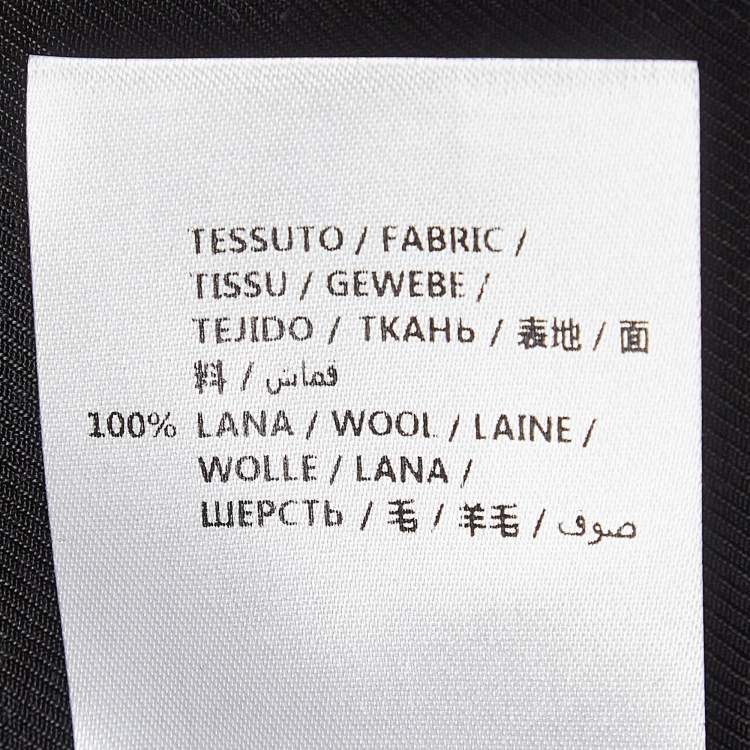 TESSUTO / FABRIC /
TISSU / GEWEBE /
TEJIDO / ТКАНЬ / 表地 / 面
料 / قماش
100% LANA / WOOL / LAINE /
WOLLE / LANA /
ШЕРСТЬ / 毛 / 羊毛 / صوف